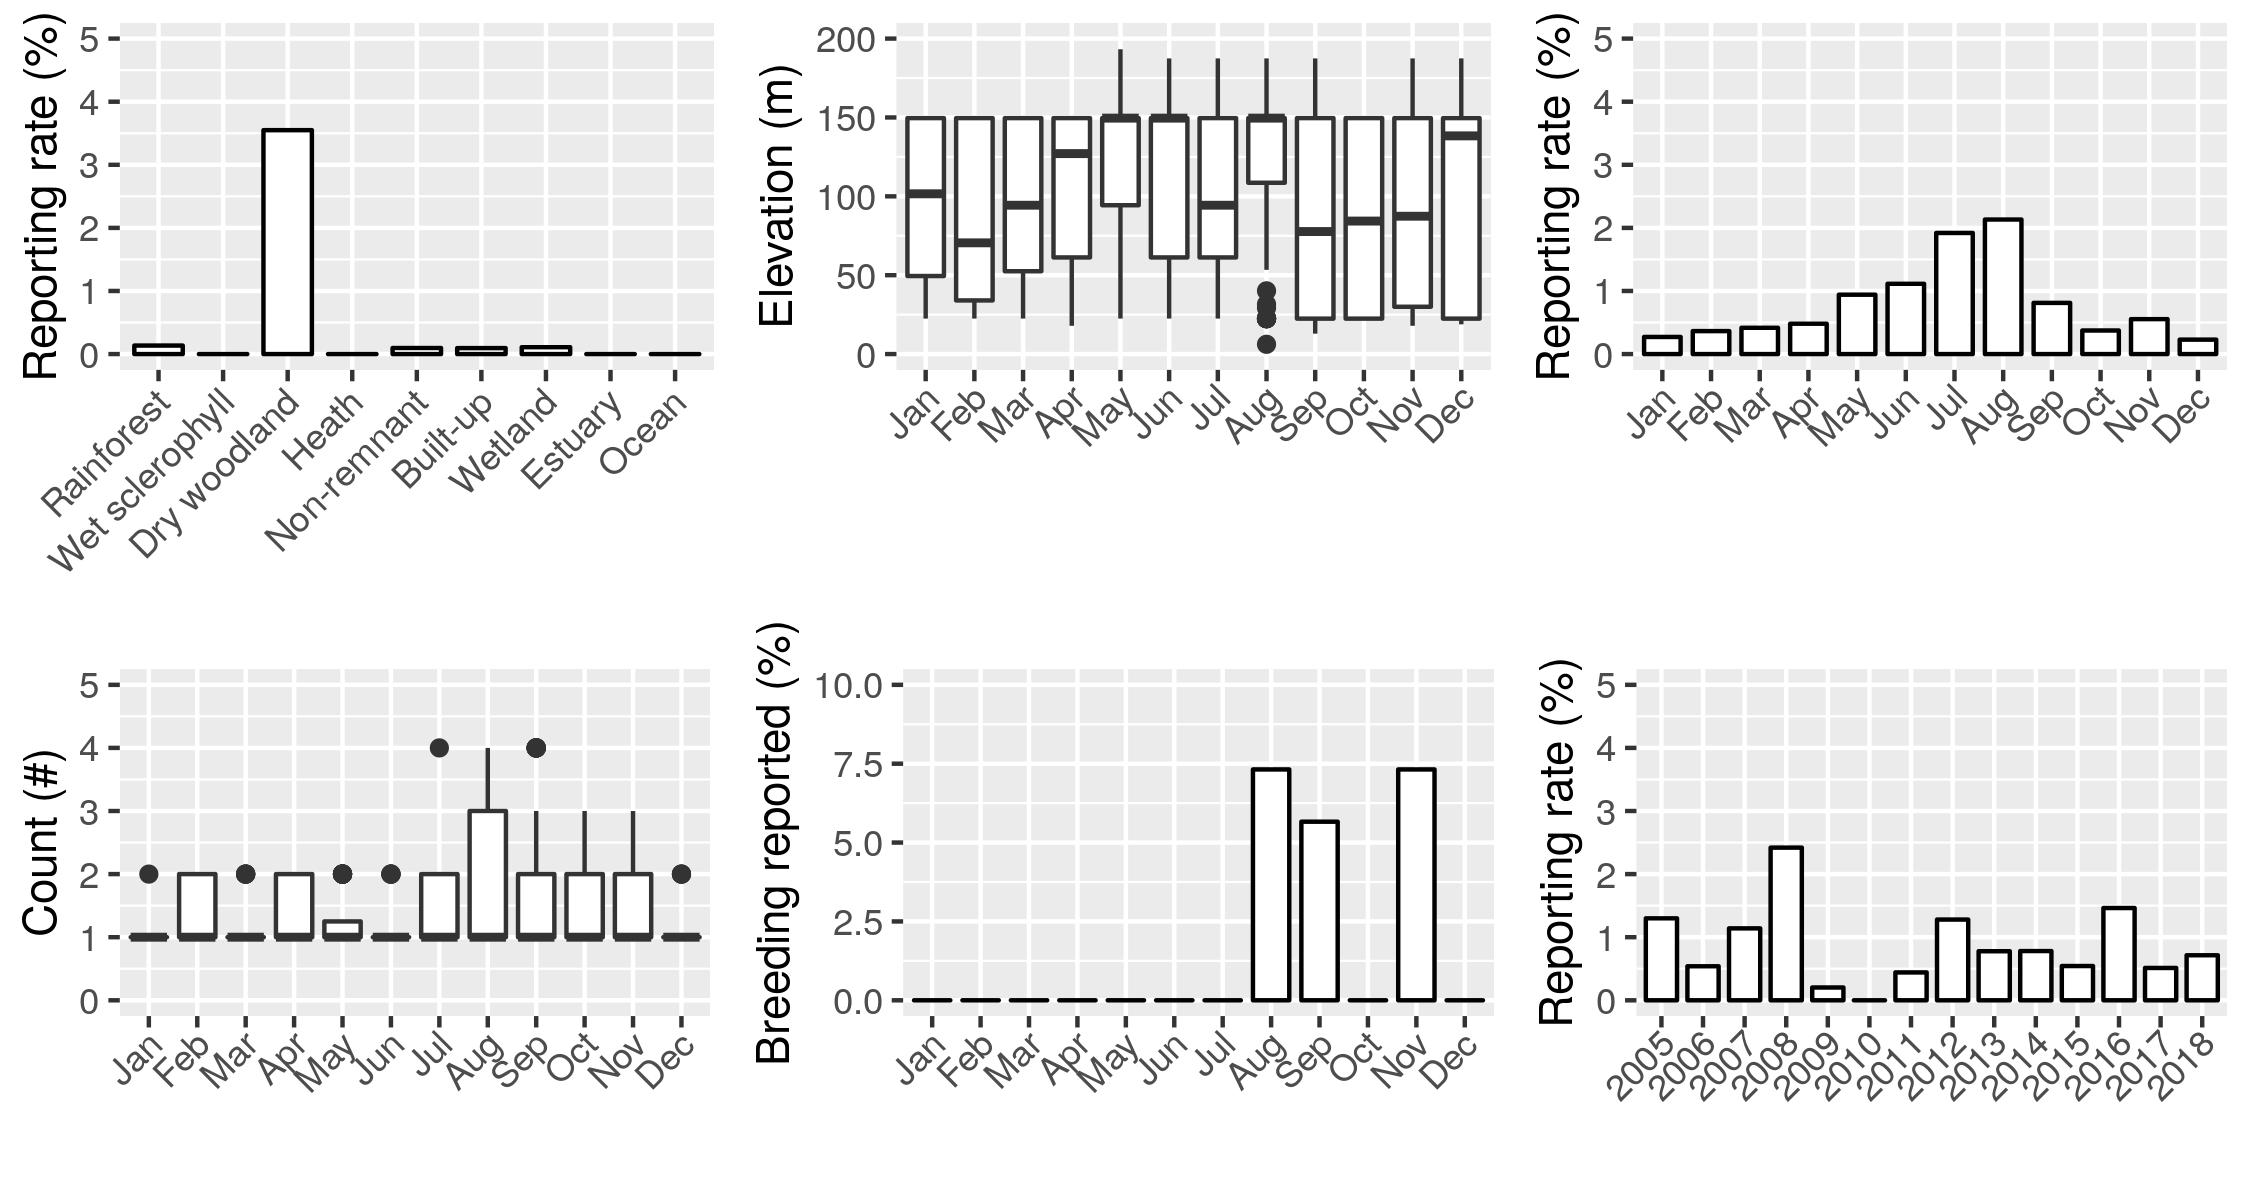 Reporting rate (%)
5
4
3
2
1
0
Rainforest
Wet sclerophyll
Dry woodland
Heath
Non-remnant
Built-up
Wetland
Estuary
Ocean
Elevation (m)
200
150
100
50
0
Jan
Feb
Mar
Apr
May
Jun
Jul
Aug
Sep
Oct
Nov
Dec
Reporting rate (%)
5
4
3
2
1
0
Jan
Feb
Mar
Apr
May
Jun
Jul
Aug
Sep
Oct
Nov
Dec
Count (#)
5
4
3
2
1
0
Jan
Feb
Mar
Apr
May
Jun
Jul
Aug
Sep
Oct
Nov
Dec
Breeding reported (%)
10.0
7.5
5.0
2.5
0.0
Jan
Feb
Mar
Apr
May
Jun
Jul
Aug
Sep
Oct
Nov
Dec
Reporting rate (%)
5
4
3
2
1
0
2005
2006
2007
2008
2009
2010
2011
2012
2013
2014
2015
2016
2017
2018